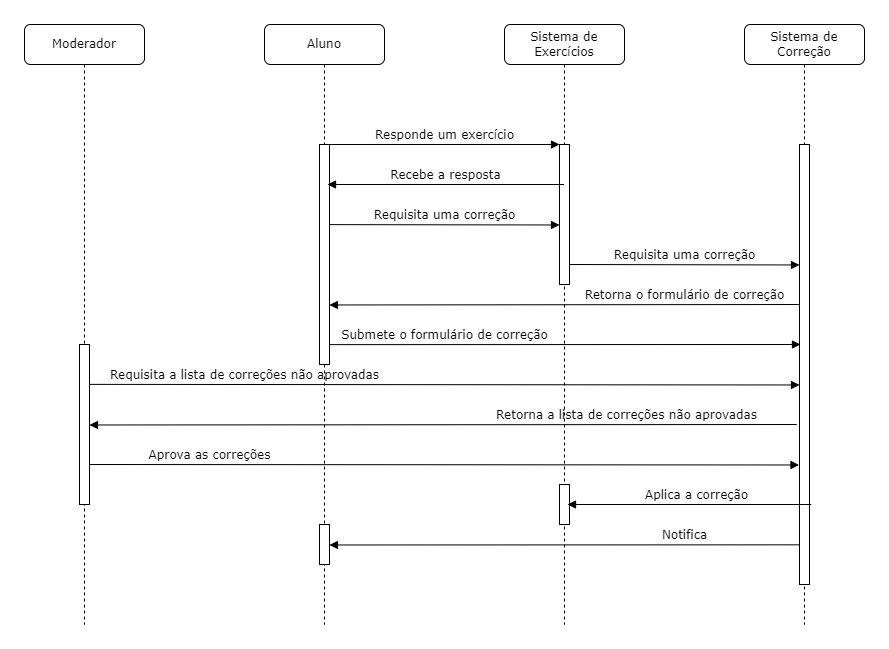 Moderador
Aluno
Sistema de
Exercícios
Sistema de
Correção
Responde um exercício
Recebe a resposta
Requisita uma correção
Requisita uma correção
Retorna o formulário de correção
Submete o formulário de correção
Requisita a lista de correções não aprovadas
Retorna a lista de correções não aprovadas
Aprova as correções
Aplica a correção
Notifica